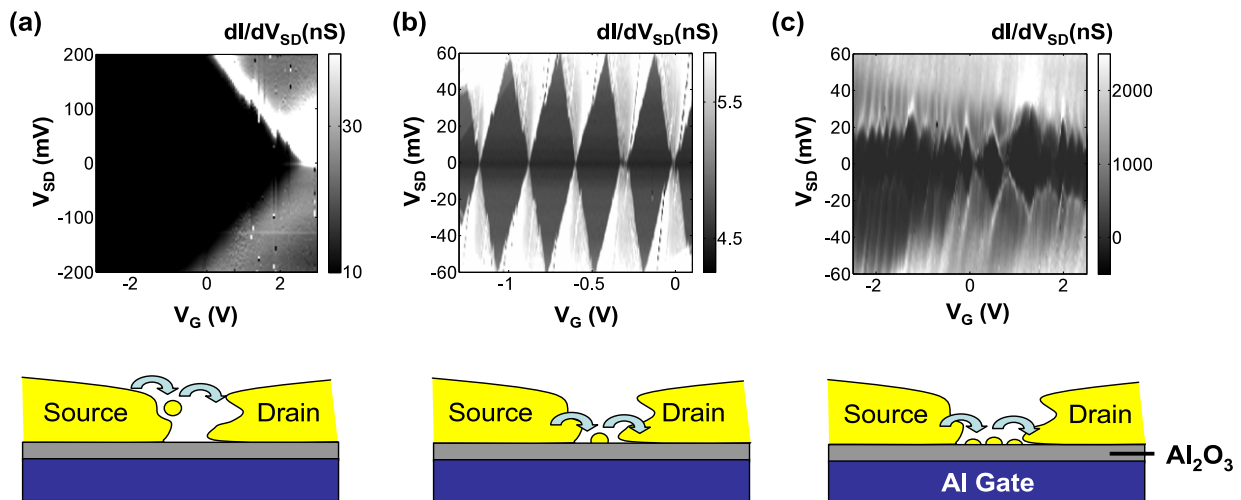 (a)
dI/dV_SD(nS)
200
100
0
-100
-200
V_SD (mV)
-2
0
2
V_G (V)
30
10
(b)
dI/dV_SD(nS)
60
40
20
0
-20
-40
-60
V_SD (mV)
-1
-0.5
0
V_G (V)
5.5
4.5
(c)
dI/dV_SD(nS)
60
40
20
0
-20
-40
-60
V_SD (mV)
-2
0
2
V_G (V)
2000
1000
0
Source
Drain
Source
Drain
Source
Drain
Al₂O₃
Al Gate